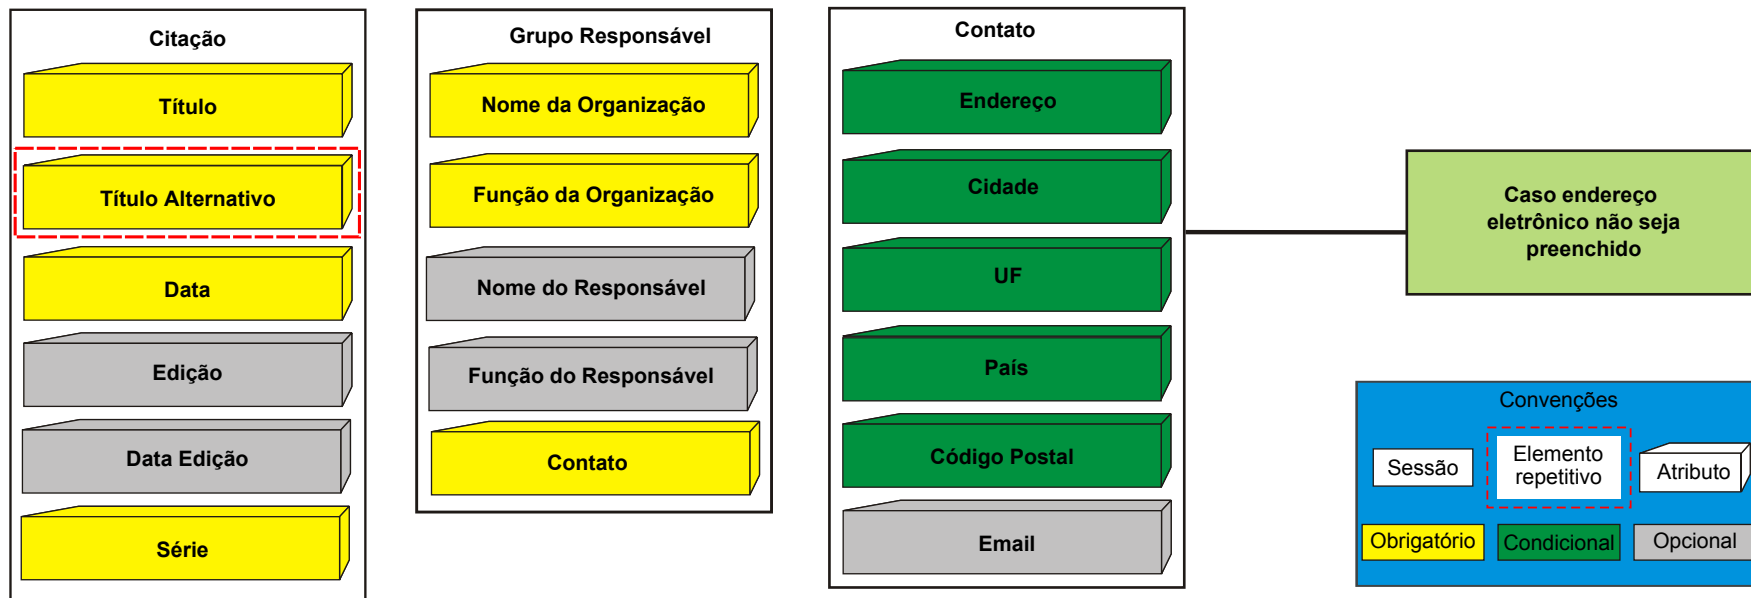 Citação
Título
Título Alternativo
Data
Edição
Data Edição
Série
Grupo Responsável
Nome da Organização
Função da Organização
Nome do Responsável
Função do Responsável
Contato
Contato
Endereço
Cidade
UF
País
Código Postal
Email
Caso endereço
eletrônico não seja
preenchido
Convenções
Sessão
Elemento
repetitivo
Atributo
Obrigatório
Condicional
Opcional